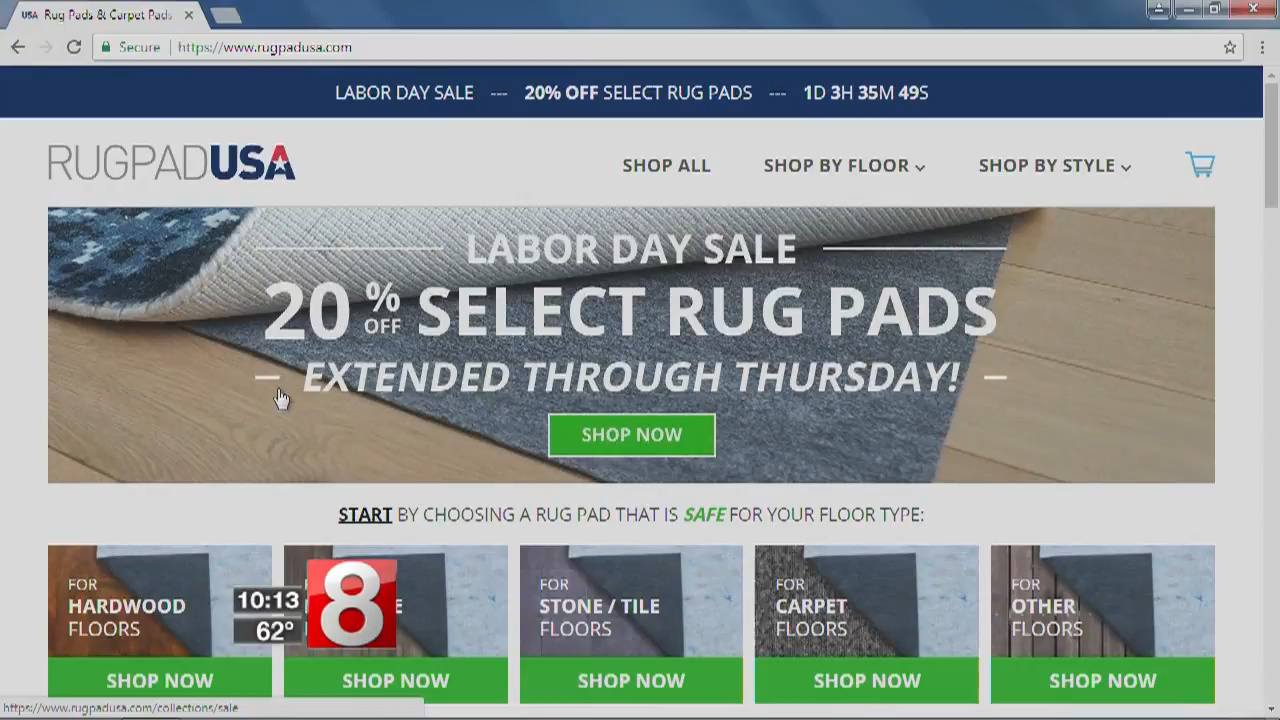 USA Rug Pads & Carpet Pads
Secure https://www.rugpadusa.com
LABOR DAY SALE --- 20% OFF SELECT RUG PADS --- 1D 3H 35M 49S
RUGPADUSA
SHOP ALL
SHOP BY FLOOR
SHOP BY STYLE
LABOR DAY SALE
20% OFF SELECT RUG PADS
EXTENDED THROUGH THURSDAY!
SHOP NOW
START BY CHOOSING A RUG PAD THAT IS SAFE FOR YOUR FLOOR TYPE:
FOR
HARDWOOD
FLOORS
SHOP NOW
10:13
62°
8
SHOP NOW
FOR
STONE / TILE
FLOORS
SHOP NOW
FOR
CARPET
FLOORS
SHOP NOW
FOR
OTHER
FLOORS
SHOP NOW
https://www.rugpadusa.com/collections/sale